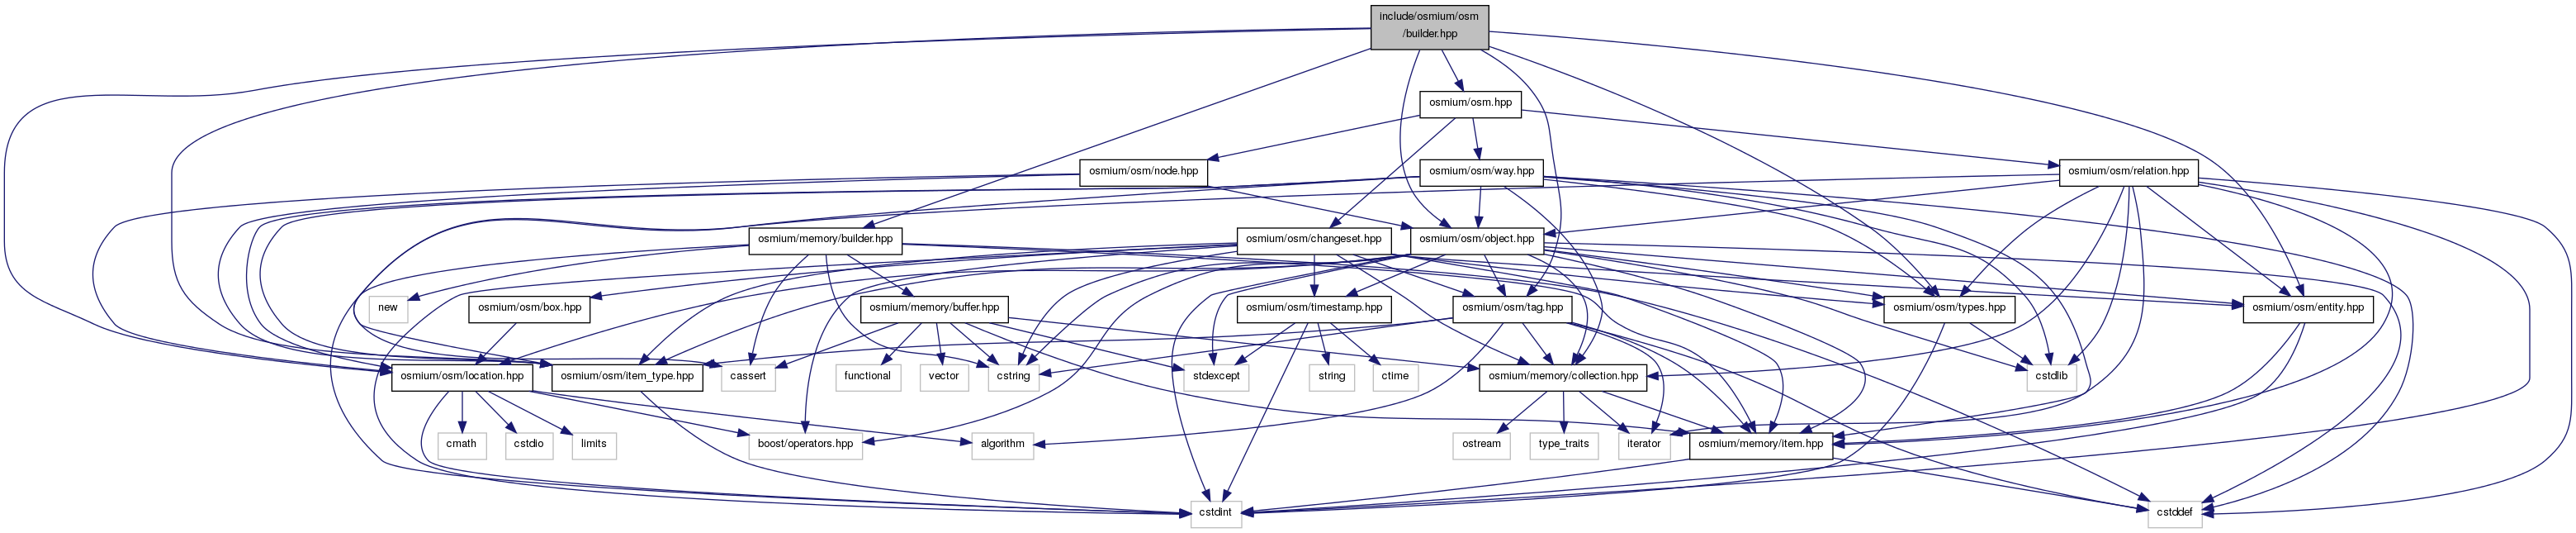 include/osmium/osm
/builder.hpp
osmium/osm.hpp
osmium/osm/node.hpp
osmium/osm/way.hpp
osmium/osm/relation.hpp
osmium/memory/builder.hpp
osmium/osm/changeset.hpp
osmium/osm/object.hpp
new
osmium/osm/box.hpp
osmium/memory/buffer.hpp
osmium/osm/timestamp.hpp
osmium/osm/tag.hpp
osmium/osm/types.hpp
osmium/osm/entity.hpp
osmium/osm/location.hpp
osmium/osm/item_type.hpp
cassert
functional
vector
cstring
stdexcept
string
ctime
osmium/memory/collection.hpp
cstdlib
cmath
cstdio
limits
boost/operators.hpp
algorithm
ostream
type_traits
iterator
osmium/memory/item.hpp
cstdint
cstddef